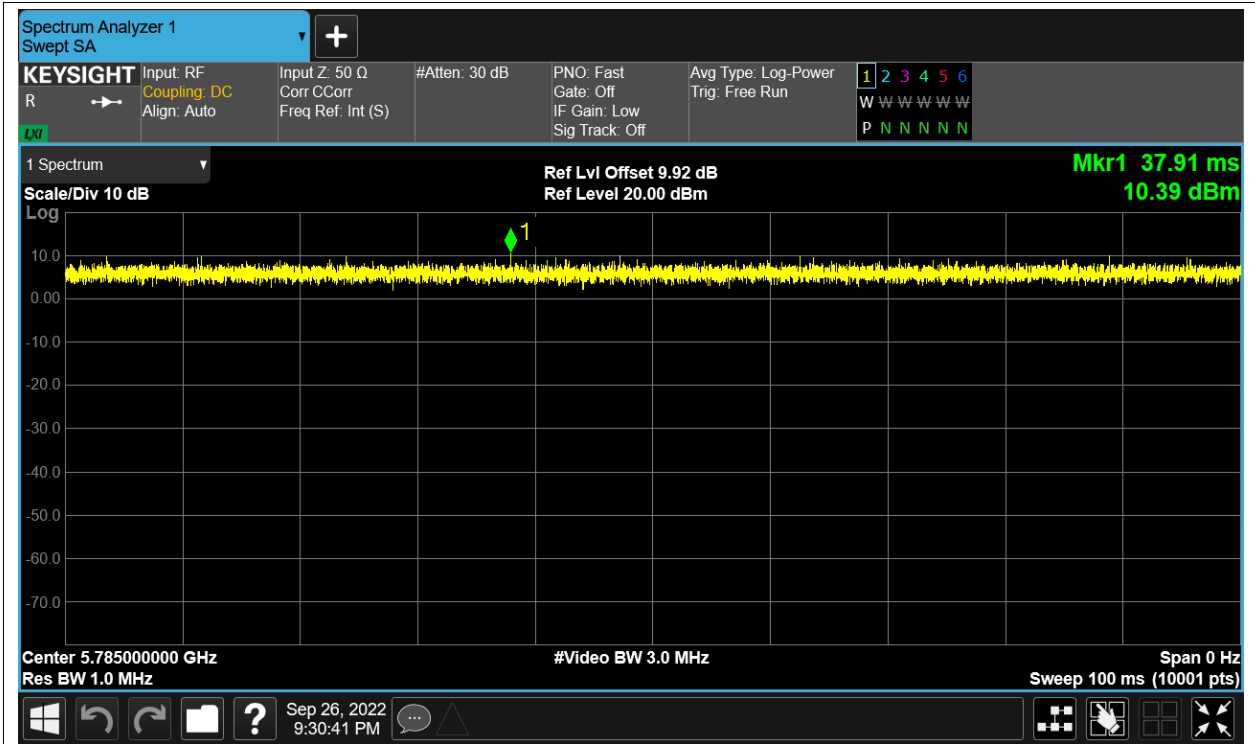 Spectrum Analyzer 1
Swept SA
KEYSIGHT
R
LXI
Input: RF
Coupling: DC
Align: Auto
Input Z: 50 Ω
Corr CCorr
Freq Ref: Int (S)
#Atten: 30 dB
PNO: Fast
Gate: Off
IF Gain: Low
Sig Track: Off
Avg Type: Log-Power
Trig: Free Run
1 2 3 4 5 6
W W W W W W
P N N N N N
1 Spectrum
Scale/Div 10 dB
Log
Ref Lvl Offset 9.92 dB
Ref Level 20.00 dBm
Mkr1 37.91 ms
10.39 dBm
1
10.0
0.00
-10.0
-20.0
-30.0
-40.0
-50.0
-60.0
-70.0
Center 5.785000000 GHz
Res BW 1.0 MHz
#Video BW 3.0 MHz
Span 0 Hz
Sweep 100 ms (10001 pts)
?
Sep 26, 2022
9:30:41 PM